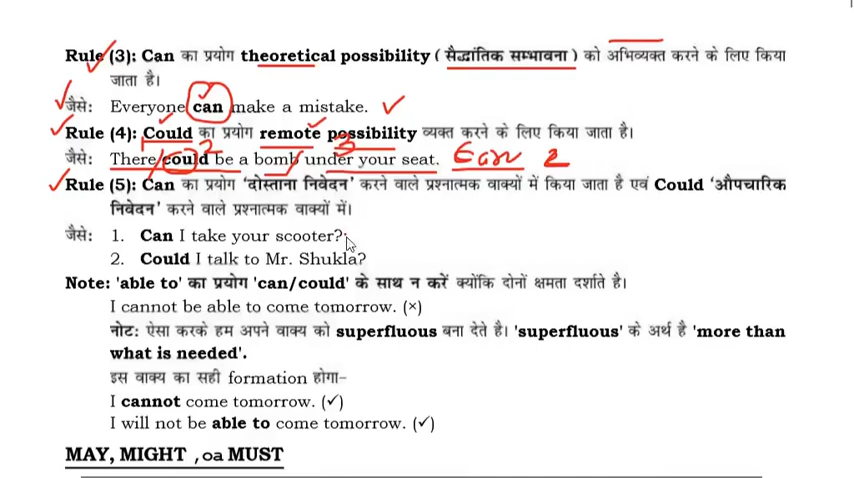 Rule (3): Can का प्रयोग theoretical possibility (सैद्धांतिक सम्भावना) को अभिव्यक्त करने के लिए किया
जाता है।
जैसे: Everyone can make a mistake.
Rule (4): Could का प्रयोग remote possibility व्यक्त करने के लिए किया जाता है।
जैसे: There could be a bomb under your seat.
Rule (5): Can का प्रयोग 'दोस्ताना निवेदन' करने वाले प्रश्नात्मक वाक्यों में किया जाता है एवं Could 'औपचारिक
निवेदन' करने वाले प्रश्नात्मक वाक्यों में।
जैसे: 1. Can I take your scooter?
2. Could I talk to Mr. Shukla?
Note: 'able to' का प्रयोग 'can/could' के साथ न करें क्योंकि दोनों क्षमता दर्शाते है।
I cannot be able to come tomorrow. (×)
नोट: ऐसा करके हम अपने वाक्य को superfluous बना देते है। 'superfluous' के अर्थ है 'more than
what is needed'.
इस वाक्य का सही formation होगा–
I cannot come tomorrow. (✓)
I will not be able to come tomorrow. (✓)
MAY, MIGHT ,oa MUST